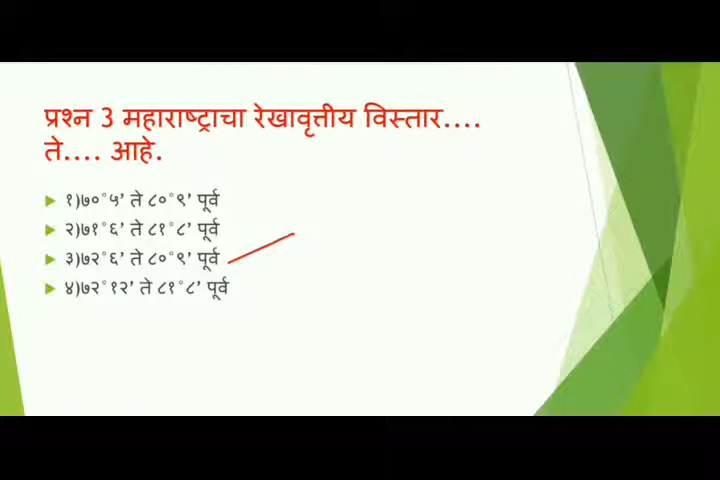 प्रश्न 3 महाराष्ट्राचा रेखावृत्तीय विस्तार....
ते.... आहे.
१)७०°५’ ते ८०°९’ पूर्व
२)७१°६’ ते ८१°८’ पूर्व
३)७२°६’ ते ८०°९’ पूर्व
४)७२°१२’ ते ८१°८’ पूर्व